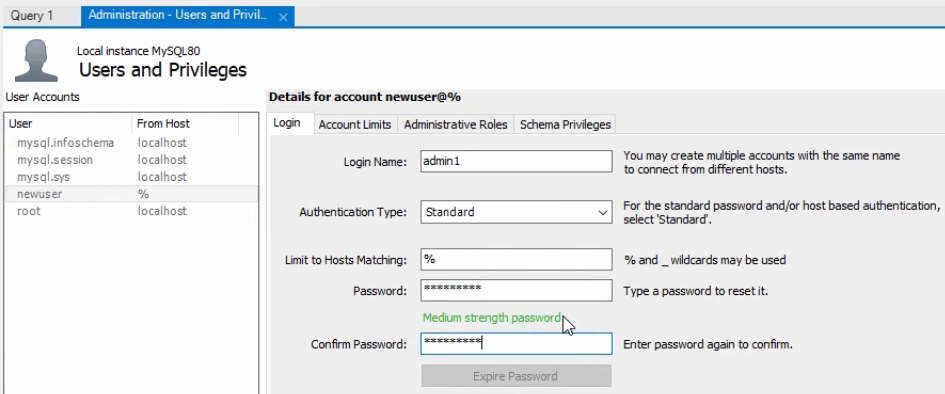 Query 1
Administration - Users and Privil...
Local instance MySQL80
Users and Privileges
User Accounts
User From Host
mysql.infoschema localhost
mysql.session localhost
mysql.sys localhost
newuser %
root localhost
Details for account newuser@%
Login Account Limits Administrative Roles Schema Privileges
Login Name: admin1 You may create multiple accounts with the same name
to connect from different hosts.
Authentication Type: Standard For the standard password and/or host based authentication,
select 'Standard'.
Limit to Hosts Matching: % % and _ wildcards may be used
Password: ********* Type a password to reset it.
Medium strength password.
Confirm Password: ********* Enter password again to confirm.
Expire Password